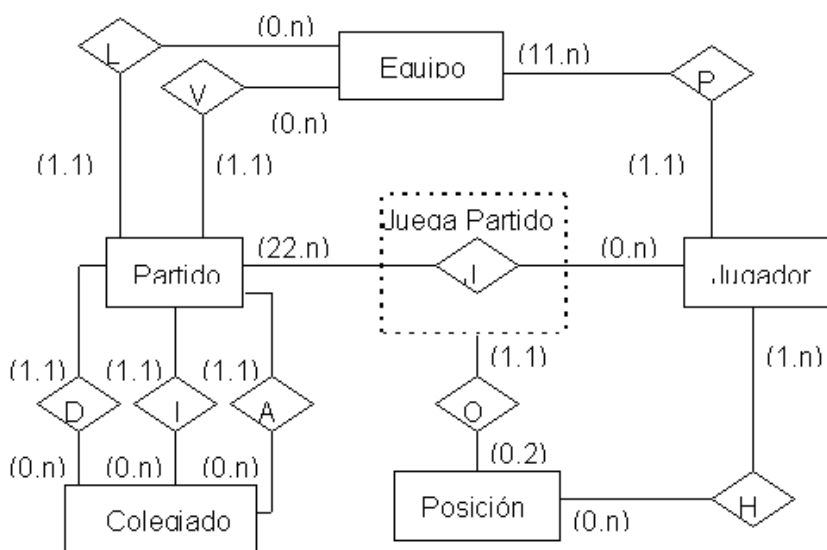 L
(0.n)
Equipo
(11.n)
P
V
(0.n)
(1.1)
(1.1)
(1.1)
Juega Partido
Partido
(22.n)
J
(0.n)
Jugador
(1.1)
(1.1)
(1.1)
(1.1)
(1.n)
D
I
A
O
(0.n)
(0.n)
(0.n)
(0.2)
Colegiado
Posición
(0.n)
H